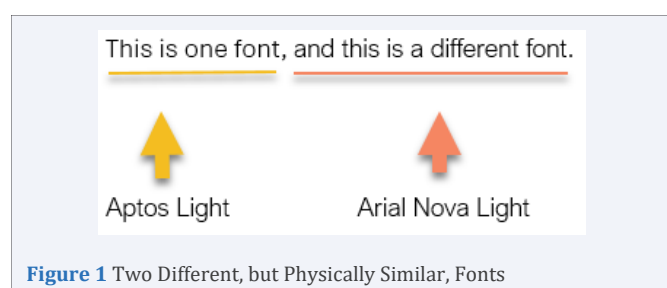 This is one font, and this is a different font.
Aptos Light Arial Nova Light
Figure 1 Two Different, but Physically Similar, Fonts